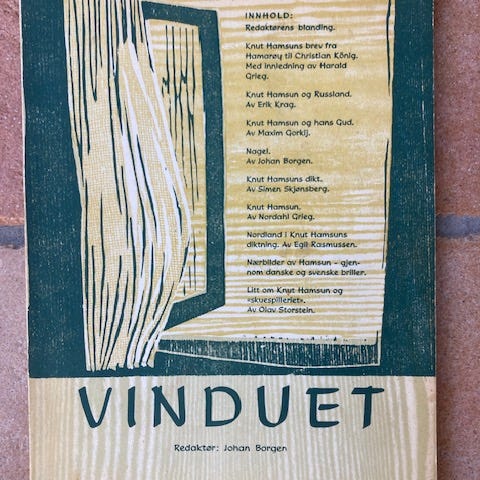 INNHOLD:
Redaktørens blanding.
Knut Hamsuns brev fra
Hamarøy til Christian König.
Med innledning av Harald
Grieg.
Knut Hamsun og Russland.
Av Erik Krag.
Knut Hamsun og hans Gud.
Av Maxim Gorkij.
Nagel.
Av Johan Borgen.
Knut Hamsuns dikt.
Av Simen Skjønsberg.
Knut Hamsun.
Av Nordahl Grieg.
Nordland i Knut Hamsuns
diktning. Av Egil Rasmussen.
Nærbilder av Hamsun – gjen-
nom danske og svenske briller.
Litt om Knut Hamsun og
«skuespilleriet».
Av Olav Storstein.
VINDUET
Redaktør: Johan Borgen